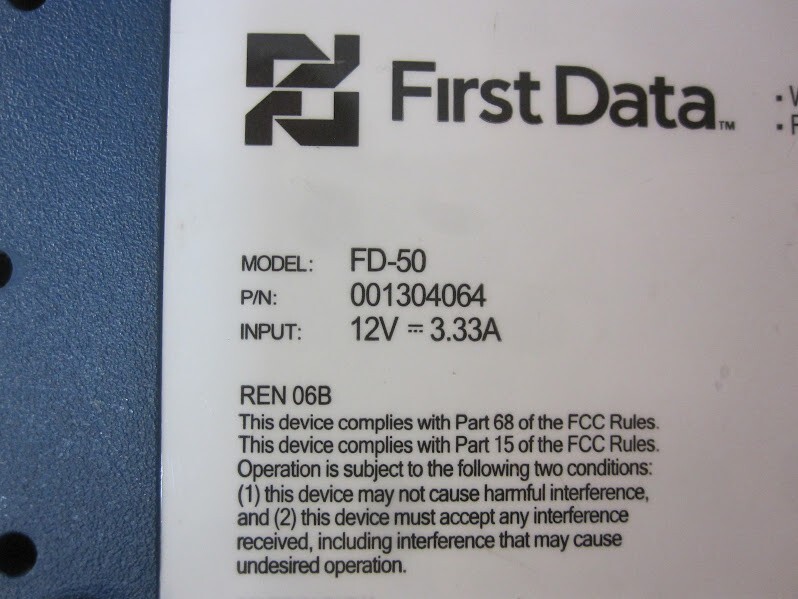 First Data™
MODEL: FD-50
P/N: 001304064
INPUT: 12V ⎓ 3.33A
REN 06B
This device complies with Part 68 of the FCC Rules.
This device complies with Part 15 of the FCC Rules.
Operation is subject to the following two conditions:
(1) this device may not cause harmful interference,
and (2) this device must accept any interference
received, including interference that may cause
undesired operation.